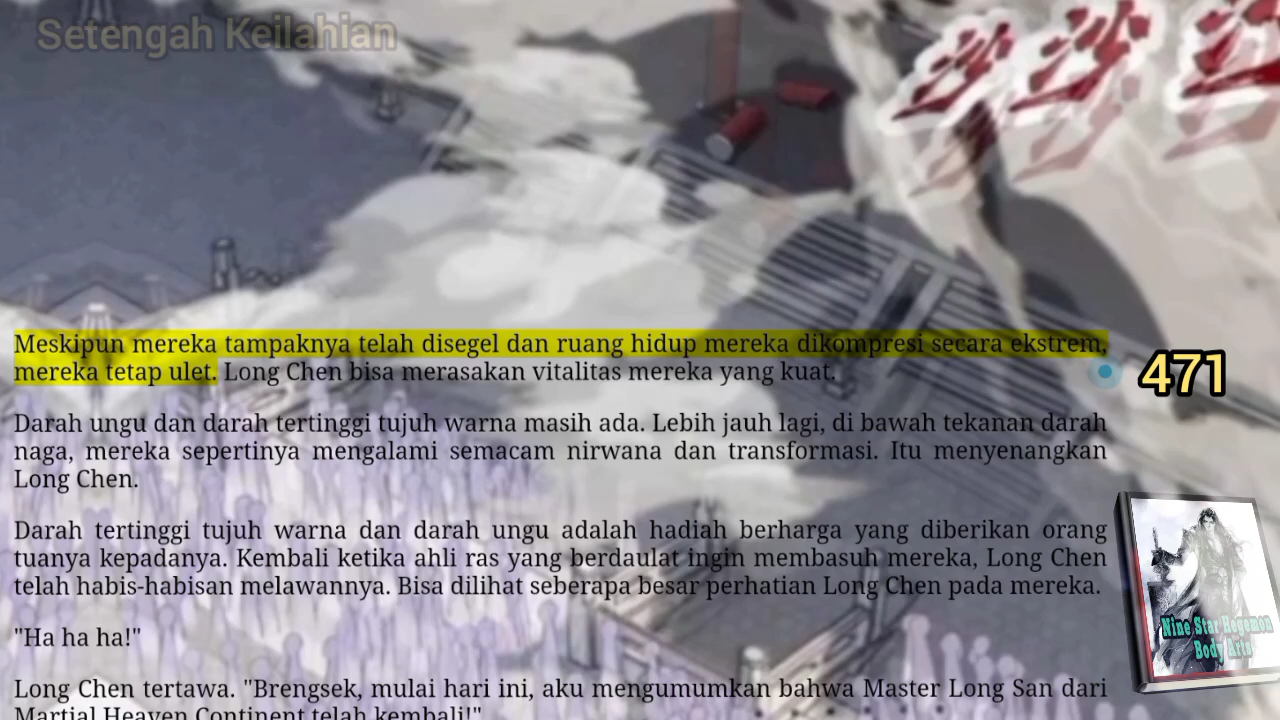 Setengah Keilahian
Meskipun mereka tampaknya telah disegel dan ruang hidup mereka dikompresi secara ekstrem,
mereka tetap ulet. Long Chen bisa merasakan vitalitas mereka yang kuat.
471
Darah ungu dan darah tertinggi tujuh warna masih ada. Lebih jauh lagi, di bawah tekanan darah
naga, mereka sepertinya mengalami semacam nirwana dan transformasi. Itu menyenangkan
Long Chen.
Darah tertinggi tujuh warna dan darah ungu adalah hadiah berharga yang diberikan orang
tuanya kepadanya. Kembali ketika ahli ras yang berdaulat ingin membasuh mereka, Long Chen
telah habis-habisan melawannya. Bisa dilihat seberapa besar perhatian Long Chen pada mereka.
"Ha ha ha!"
Nine Star Hegemon
Body Arts
Long Chen tertawa. "Brengsek, mulai hari ini, aku mengumumkan bahwa Master Long San dari
Martial Heaven Continent telah kembali!"